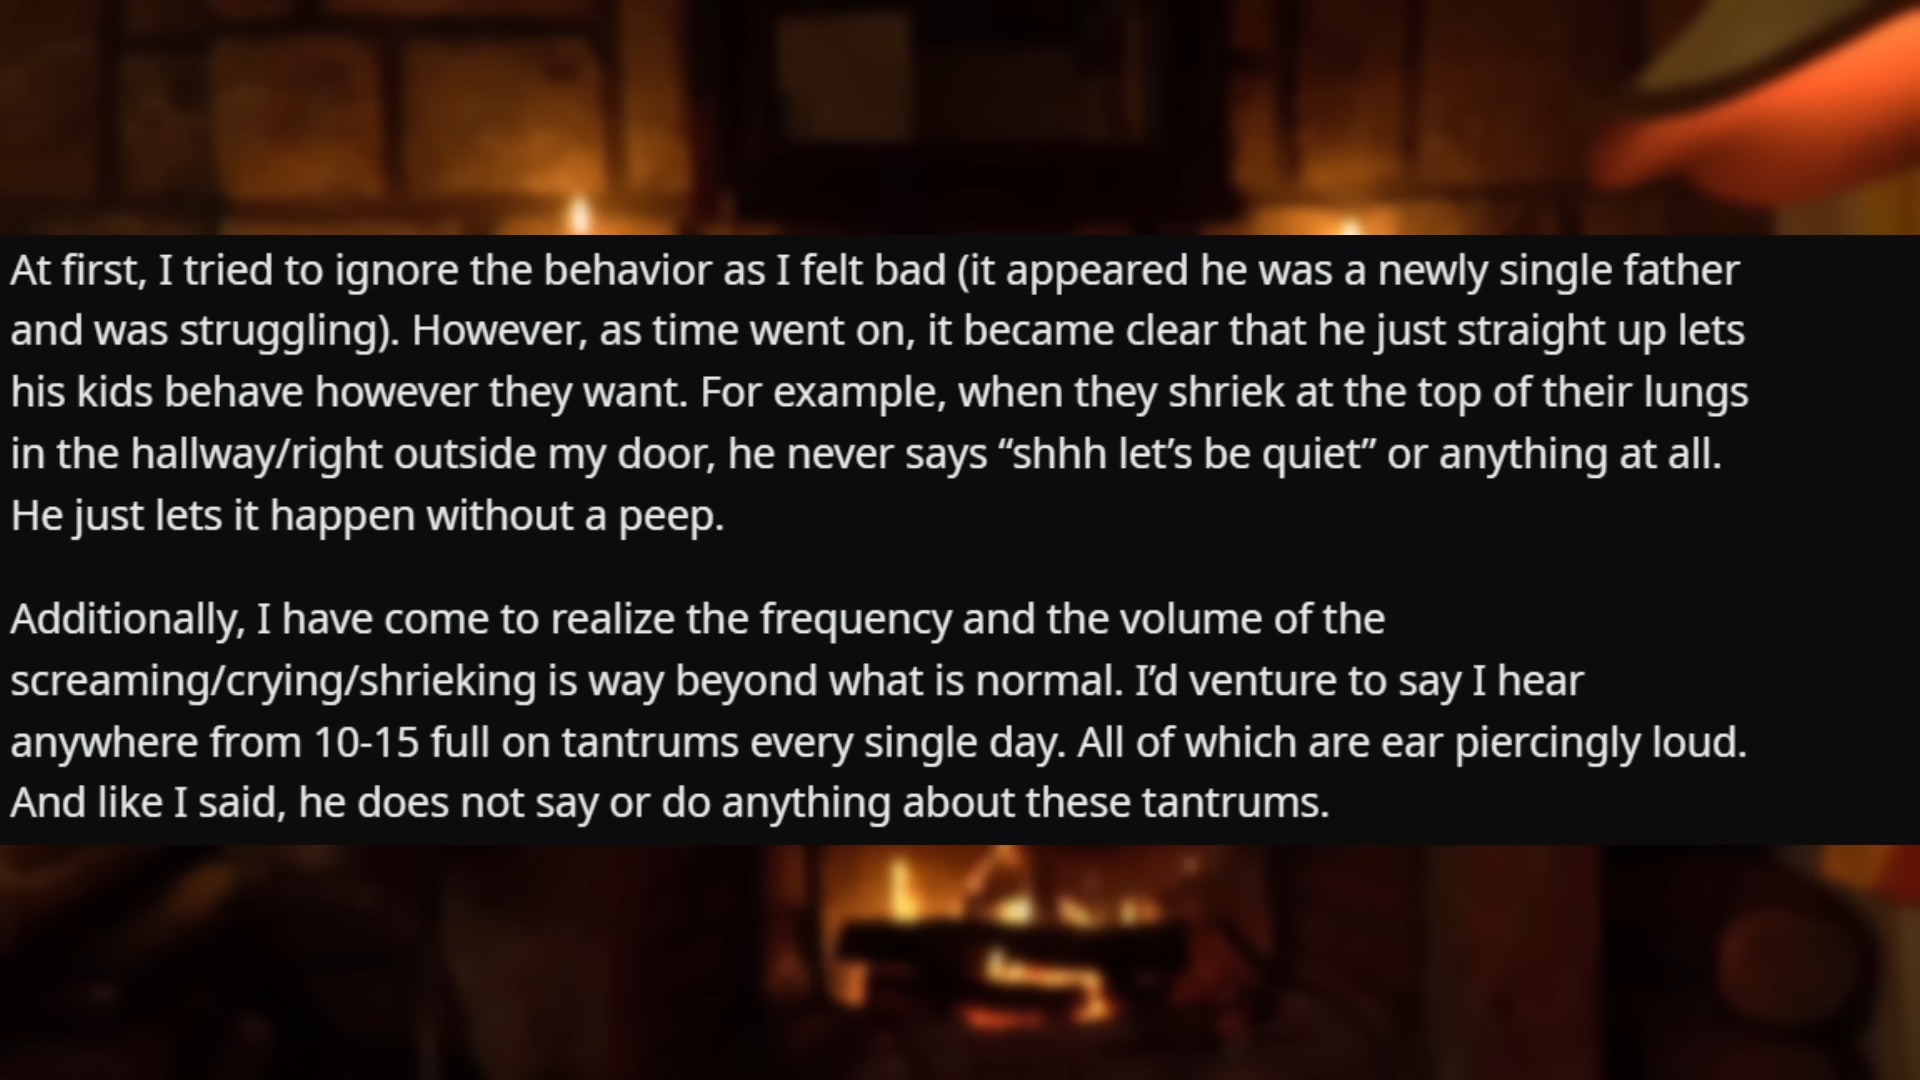 At first, I tried to ignore the behavior as I felt bad (it appeared he was a newly single father
and was struggling). However, as time went on, it became clear that he just straight up lets
his kids behave however they want. For example, when they shriek at the top of their lungs
in the hallway/right outside my door, he never says “shhh let’s be quiet” or anything at all.
He just lets it happen without a peep.
Additionally, I have come to realize the frequency and the volume of the
screaming/crying/shrieking is way beyond what is normal. I’d venture to say I hear
anywhere from 10-15 full on tantrums every single day. All of which are ear piercingly loud.
And like I said, he does not say or do anything about these tantrums.